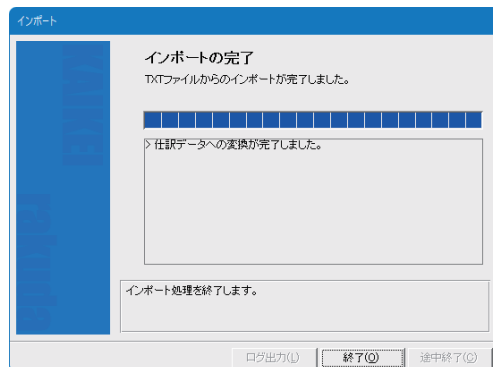 インポート
インポートの完了
TXTファイルからのインポートが完了しました。
> 仕訳データへの変換が完了しました。
インポート処理を終了します。
ログ出力(L) 終了(O) 途中終了(C)
KAIKEI
rakuda